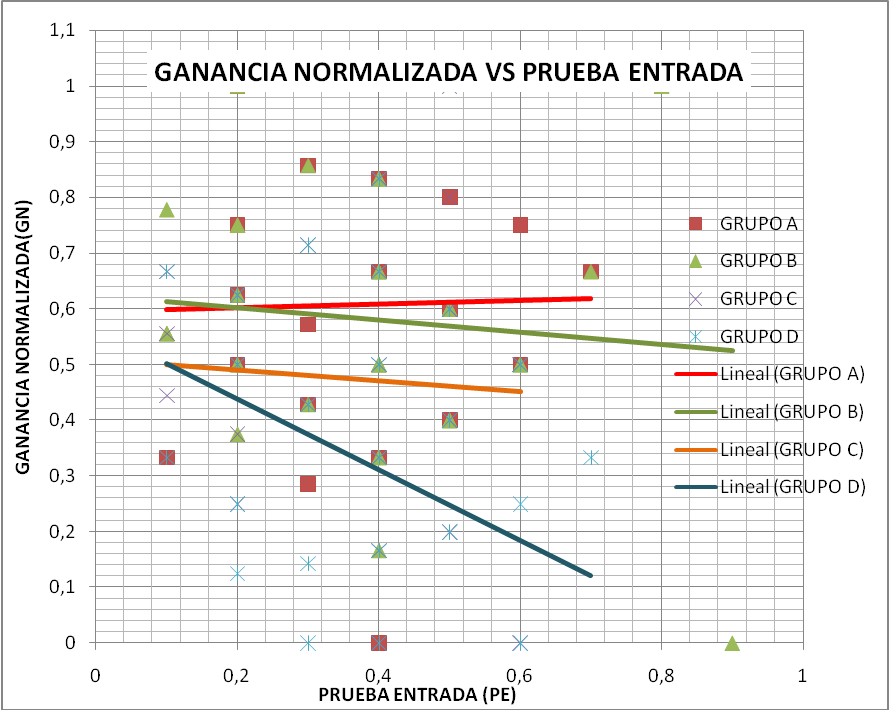 GANANCIA NORMALIZADA VS PRUEBA ENTRADA
1,1
1
0,9
0,8
0,7
0,6
0,5
0,4
0,3
0,2
0,1
0
GANANCIA NORMALIZADA(GN)
0
0,2
0,4
0,6
0,8
1
PRUEBA ENTRADA (PE)
GRUPO A
GRUPO B
GRUPO C
GRUPO D
Lineal (GRUPO A)
Lineal (GRUPO B)
Lineal (GRUPO C)
Lineal (GRUPO D)